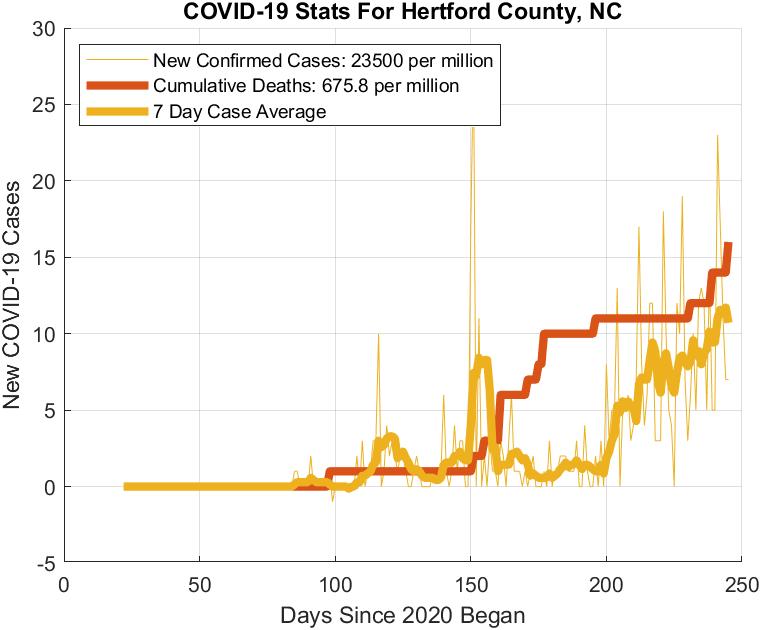 COVID-19 Stats For Hertford County, NC
New Confirmed Cases: 23500 per million
Cumulative Deaths: 675.8 per million
7 Day Case Average
New COVID-19 Cases
30
25
20
15
10
5
0
-5
0 50 100 150 200 250
Days Since 2020 Began